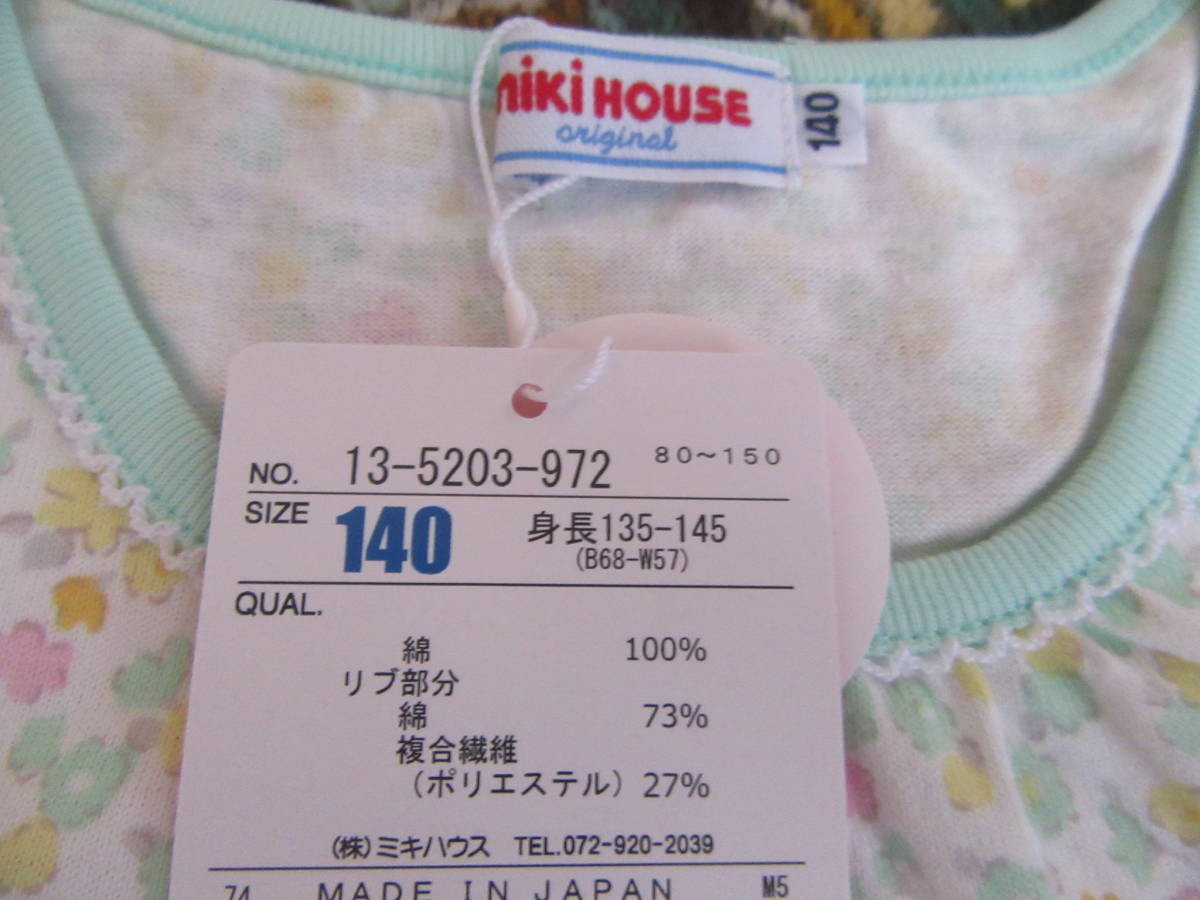 miki HOUSE
original
140
NO. 13-5203-972 80～150
SIZE 140 身長135-145
(B68-W57)
QUAL.
綿 100%
リブ部分
綿 73%
複合繊維
(ポリエステル) 27%
(株)ミキハウス TEL.072-920-2039
74 MADE IN JAPAN M5